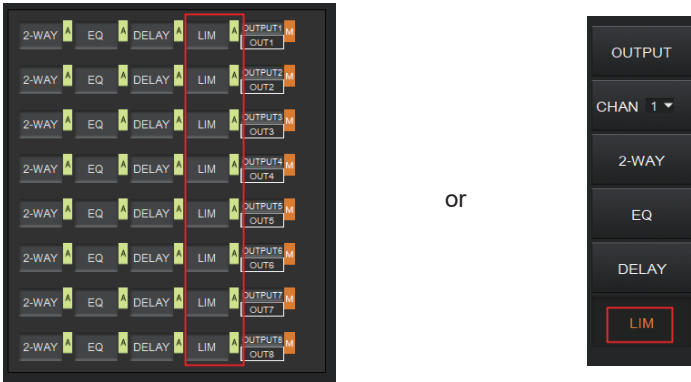 2-WAY A EQ A DELAY A LIM A OUTPUT1 M
OUT1
2-WAY A EQ A DELAY A LIM A OUTPUT2 M
OUT2
2-WAY A EQ A DELAY A LIM A OUTPUT3 M
OUT3
2-WAY A EQ A DELAY A LIM A OUTPUT4 M
OUT4
2-WAY A EQ A DELAY A LIM A OUTPUT5 M
OUT5
2-WAY A EQ A DELAY A LIM A OUTPUT6 M
OUT6
2-WAY A EQ A DELAY A LIM A OUTPUT7 M
OUT7
2-WAY A EQ A DELAY A LIM A OUTPUT8 M
OUT8
or
OUTPUT
CHAN 1
2-WAY
EQ
DELAY
LIM